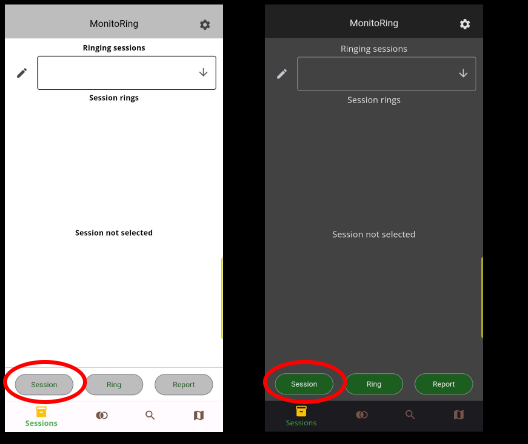 MonitoRing
Ringing sessions
Session rings
Session not selected
Session Ring Report
Sessions
MonitoRing
Ringing sessions
Session rings
Session not selected
Session Ring Report
Sessions